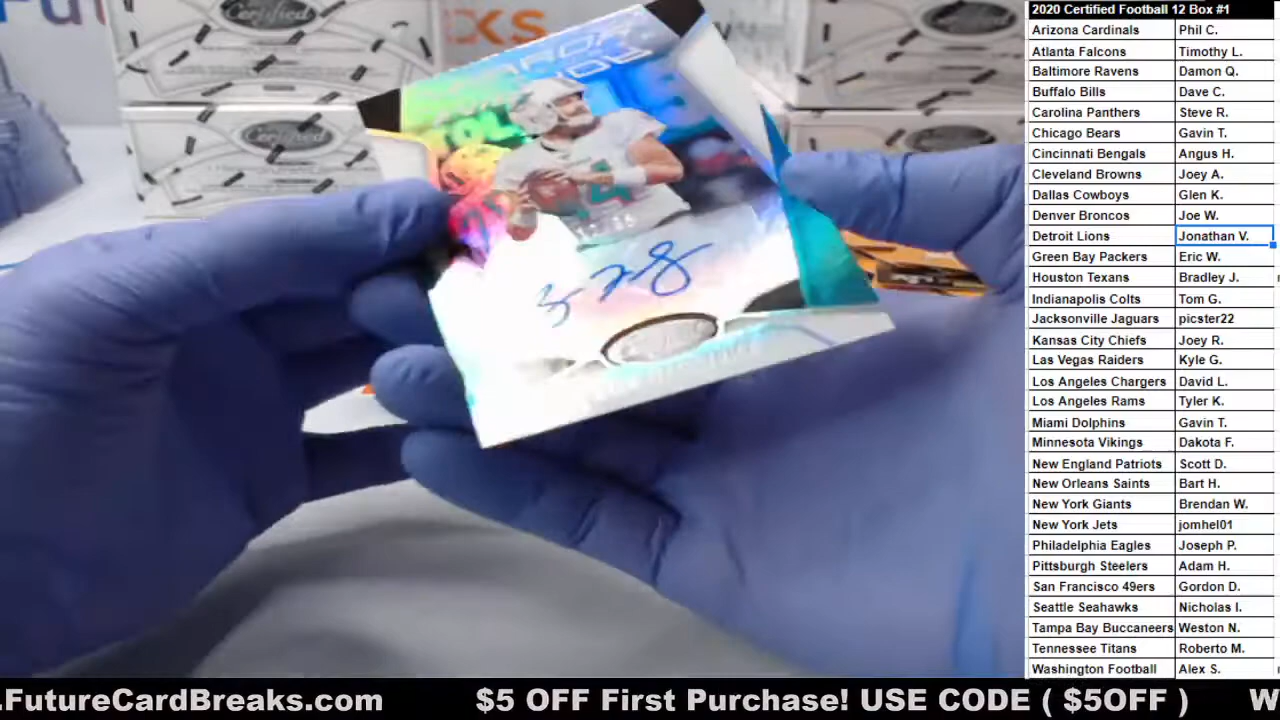 2020 Certified Football 12 Box #1
Arizona Cardinals Phil C.
Atlanta Falcons Timothy L.
Baltimore Ravens Damon Q.
Buffalo Bills Dave C.
Carolina Panthers Steve R.
Chicago Bears Gavin T.
Cincinnati Bengals Angus H.
Cleveland Browns Joey A.
Dallas Cowboys Glen K.
Denver Broncos Joe W.
Detroit Lions Jonathan V.
Green Bay Packers Eric W.
Houston Texans Bradley J.
Indianapolis Colts Tom G.
Jacksonville Jaguars picster22
Kansas City Chiefs Joey R.
Las Vegas Raiders Kyle G.
Los Angeles Chargers David L.
Los Angeles Rams Tyler K.
Miami Dolphins Gavin T.
Minnesota Vikings Dakota F.
New England Patriots Scott D.
New Orleans Saints Bart H.
New York Giants Brendan W.
New York Jets jomhel01
Philadelphia Eagles Joseph P.
Pittsburgh Steelers Adam H.
San Francisco 49ers Gordon D.
Seattle Seahawks Nicholas I.
Tampa Bay Buccaneers Weston N.
Tennessee Titans Roberto M.
Washington Football Alex S.
Certified
Certified
.FutureCardBreaks.com $5 OFF First Purchase! USE CODE ( $5OFF ) W